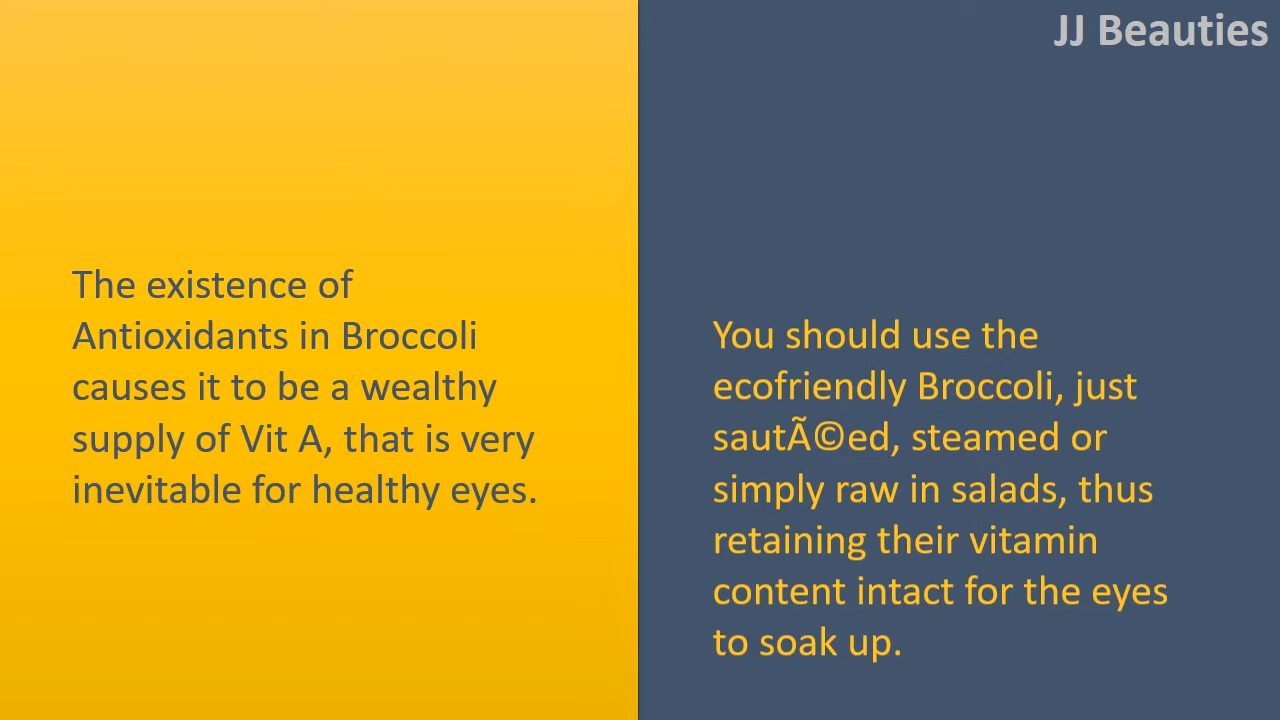 JJ Beauties
The existence of
Antioxidants in Broccoli
causes it to be a wealthy
supply of Vit A, that is very
inevitable for healthy eyes.
You should use the
ecofriendly Broccoli, just
sautÃ©ed, steamed or
simply raw in salads, thus
retaining their vitamin
content intact for the eyes
to soak up.